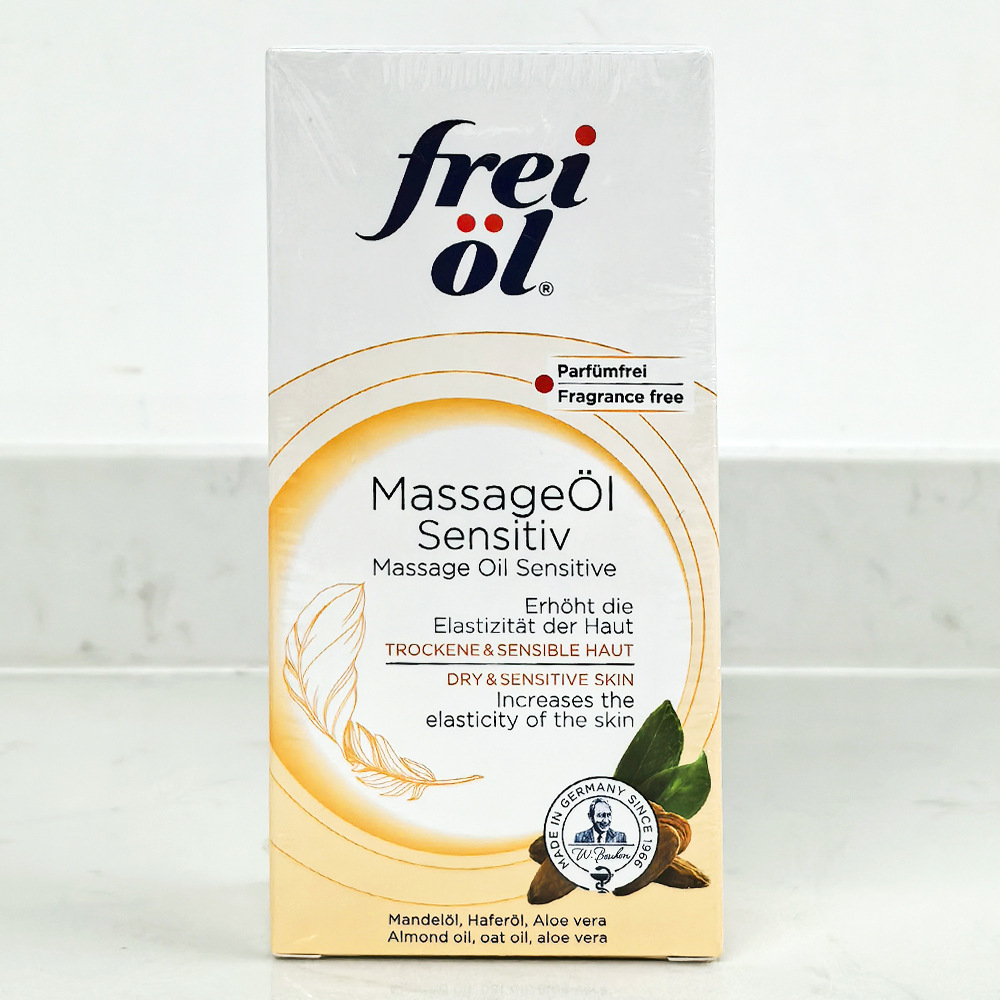 frei
öl®
Parfümfrei
Fragrance free
MassageÖl
Sensitiv
Massage Oil Sensitive
Erhöht die
Elastizität der Haut
TROCKENE & SENSIBLE HAUT
DRY & SENSITIVE SKIN
Increases the
elasticity of the skin
MADE IN GERMANY SINCE 1966
W. Bouhon
Mandelöl, Haferöl, Aloe vera
Almond oil, oat oil, aloe vera